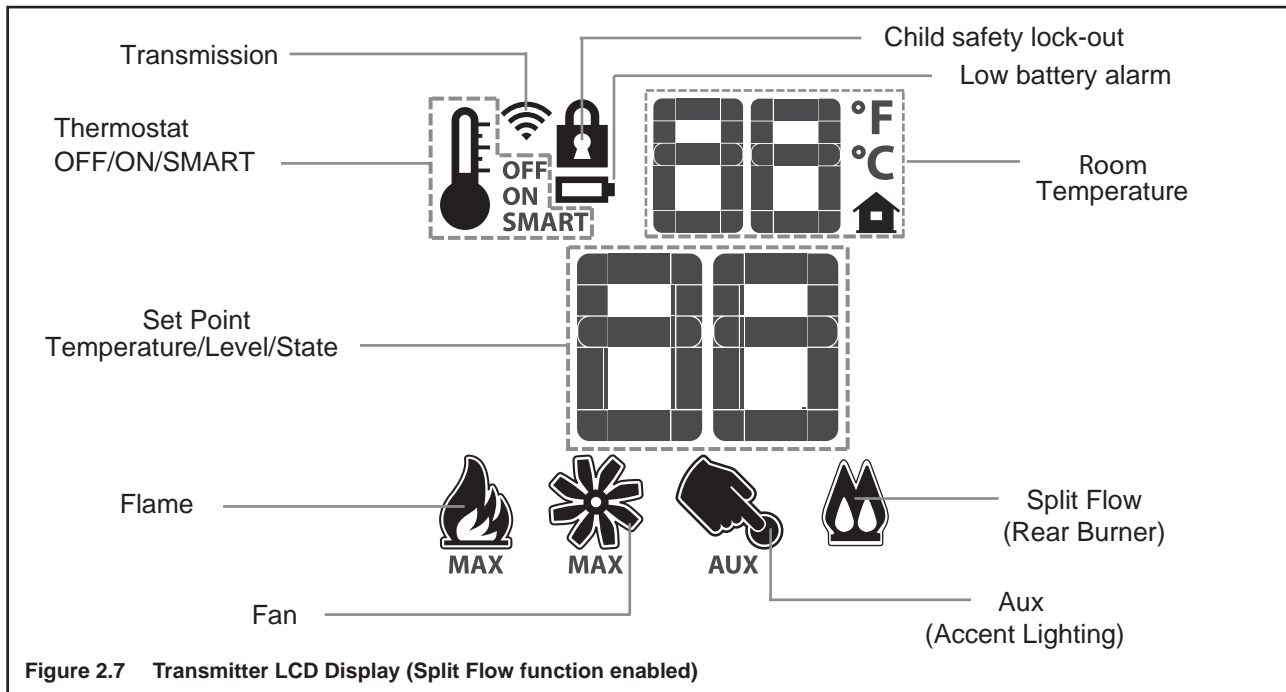 Transmission
Child safety lock-out
Low battery alarm
Thermostat
OFF/ON/SMART
OFF
ON
SMART
88
°F
°C
Room
Temperature
Set Point
Temperature/Level/State
88
Flame
MAX
MAX
AUX
Split Flow
(Rear Burner)
Fan
Aux
(Accent Lighting)
Figure 2.7 Transmitter LCD Display (Split Flow function enabled)